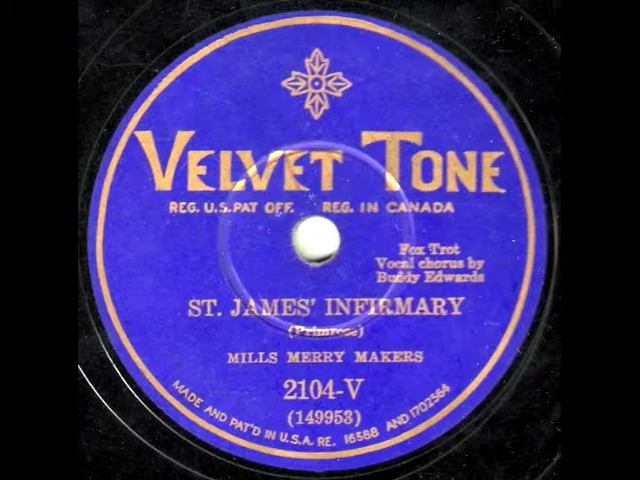 VELVET TONE
REG. U.S. PAT OFF. REG. IN CANADA
Fox Trot
Vocal chorus by
Buddy Edwards
ST. JAMES' INFIRMARY
(Primrose)
MILLS MERRY MAKERS
2104-V
(149953)
MADE AND PAT'D IN U.S.A. RE. 16588 AND 1702564